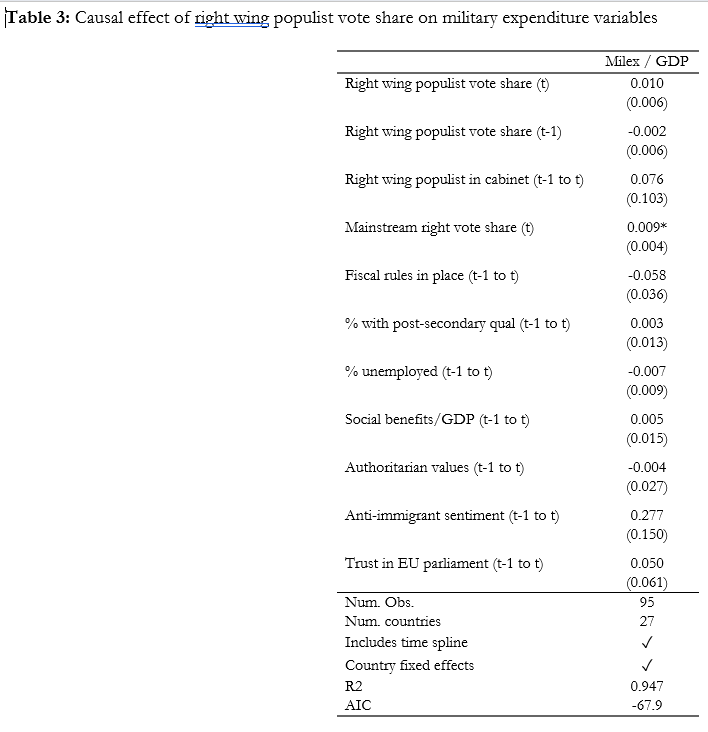 Table 3: Causal effect of right wing populist vote share on military expenditure variables
Milex / GDP
Right wing populist vote share (t) 0.010
(0.006)
Right wing populist vote share (t-1) -0.002
(0.006)
Right wing populist in cabinet (t-1 to t) 0.076
(0.103)
Mainstream right vote share (t) 0.009*
(0.004)
Fiscal rules in place (t-1 to t) -0.058
(0.036)
% with post-secondary qual (t-1 to t) 0.003
(0.013)
% unemployed (t-1 to t) -0.007
(0.009)
Social benefits/GDP (t-1 to t) 0.005
(0.015)
Authoritarian values (t-1 to t) -0.004
(0.027)
Anti-immigrant sentiment (t-1 to t) 0.277
(0.150)
Trust in EU parliament (t-1 to t) 0.050
(0.061)
Num. Obs. 95
Num. countries 27
Includes time spline ✓
Country fixed effects ✓
R2 0.947
AIC -67.9